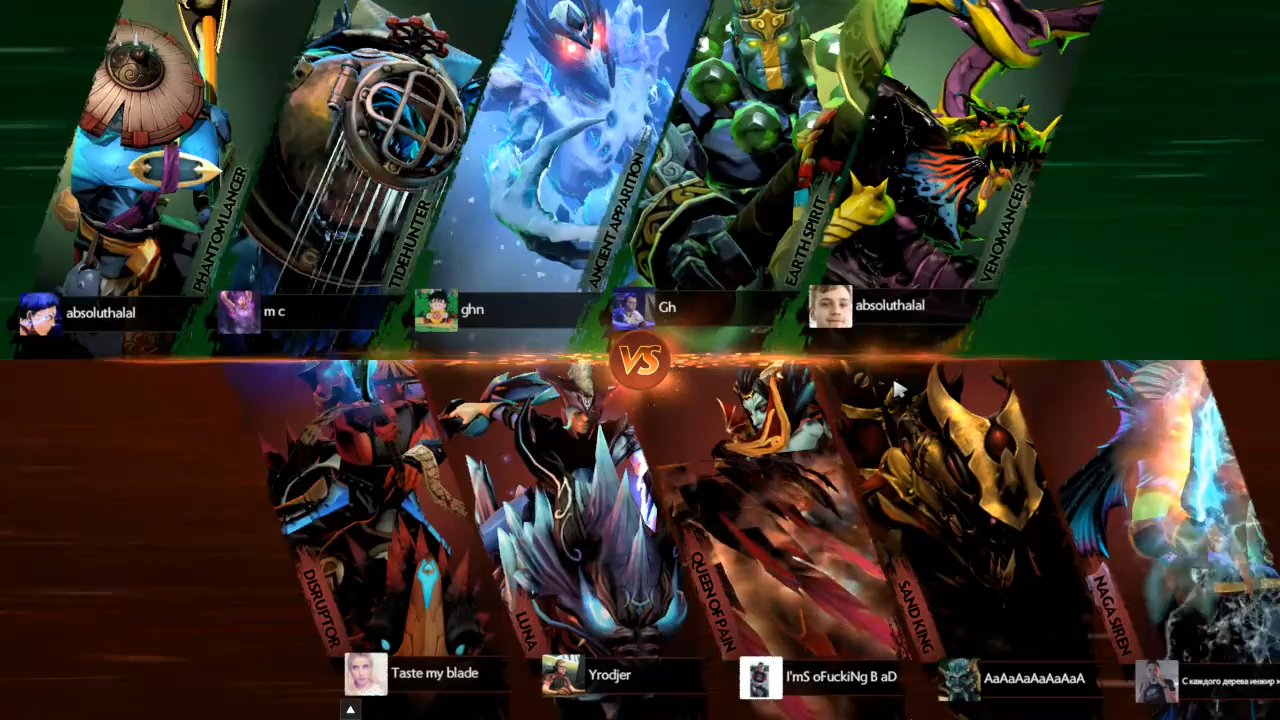 PHANTOM LANCER
TIDEHUNTER
ANCIENT APPARITION
EARTH SPIRIT
VENOMANCER
absoluthalal
m c
ghn
Gh
absoluthalal
VS
DISRUPTOR
LUNA
QUEEN OF PAIN
SAND KING
NAGA SIREN
Taste my blade
Yrodjer
I'mS oFuckiNg B aD
AaAaAaAaAaAaA
С каждого дерева инжир